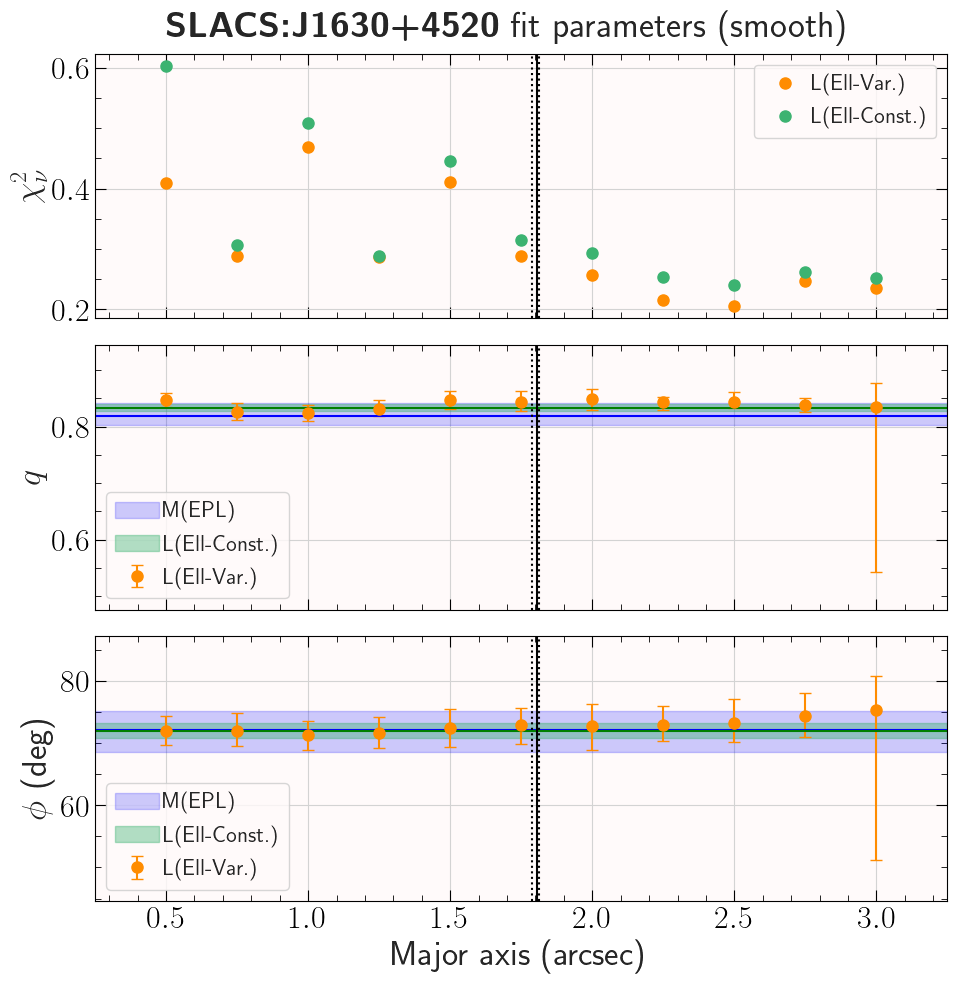 SLACS:J1630+4520 fit parameters (smooth)
0.6
0.4
0.2
χ²ᵥ
L(Ell-Var.)
L(Ell-Const.)
0.8
0.6
q
M(EPL)
L(Ell-Const.)
L(Ell-Var.)
80
60
ϕ (deg)
M(EPL)
L(Ell-Const.)
L(Ell-Var.)
0.5 1.0 1.5 2.0 2.5 3.0
Major axis (arcsec)